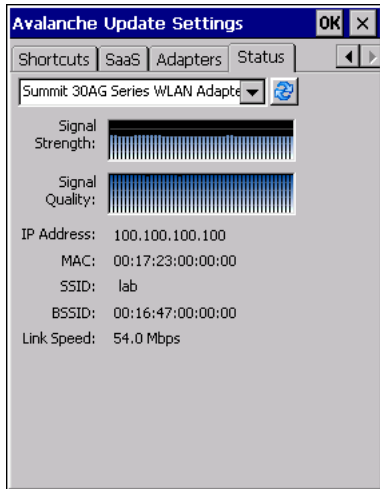 Avalanche Update Settings OK ×
Shortcuts SaaS Adapters Status
Summit 30AG Series WLAN Adapte
Signal
Strength:
Signal
Quality:
IP Address: 100.100.100.100
MAC: 00:17:23:00:00:00
SSID: lab
BSSID: 00:16:47:00:00:00
Link Speed: 54.0 Mbps